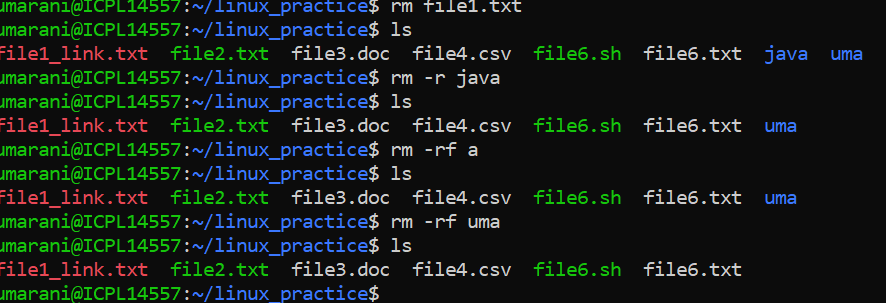 umarani@ICPL14557:~/linux_practice$ rm file1.txt
umarani@ICPL14557:~/linux_practice$ ls
file1_link.txt  file2.txt  file3.doc  file4.csv  file6.sh  file6.txt  java  uma
umarani@ICPL14557:~/linux_practice$ rm -r java
umarani@ICPL14557:~/linux_practice$ ls
file1_link.txt  file2.txt  file3.doc  file4.csv  file6.sh  file6.txt  uma
umarani@ICPL14557:~/linux_practice$ rm -rf a
umarani@ICPL14557:~/linux_practice$ ls
file1_link.txt  file2.txt  file3.doc  file4.csv  file6.sh  file6.txt  uma
umarani@ICPL14557:~/linux_practice$ rm -rf uma
umarani@ICPL14557:~/linux_practice$ ls
file1_link.txt  file2.txt  file3.doc  file4.csv  file6.sh  file6.txt
umarani@ICPL14557:~/linux_practice$